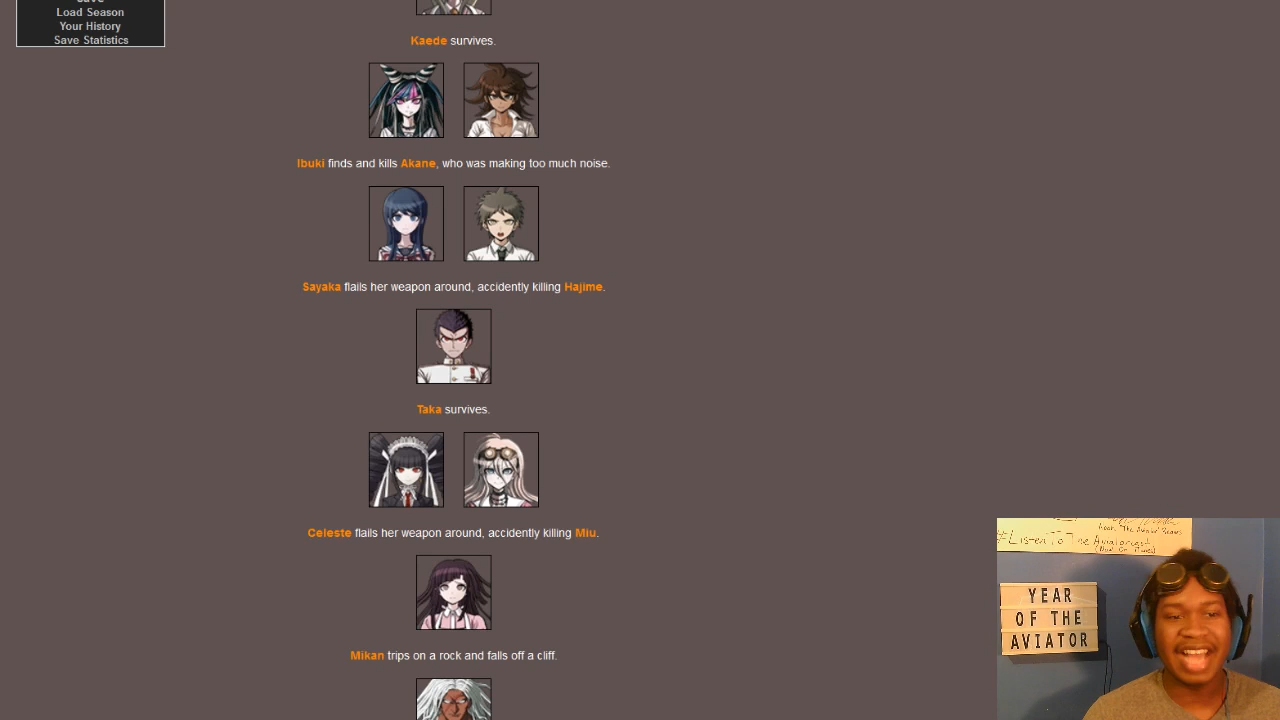 Save
Load Season
Your History
Save Statistics
Kaede survives.
Ibuki finds and kills Akane, who was making too much noise.
Sayaka flails her weapon around, accidently killing Hajime.
Taka survives.
Celeste flails her weapon around, accidently killing Miu.
Mikan trips on a rock and falls off a cliff.
#ListenToTheAviatorcast
YEAR
OF THE
AVIATOR